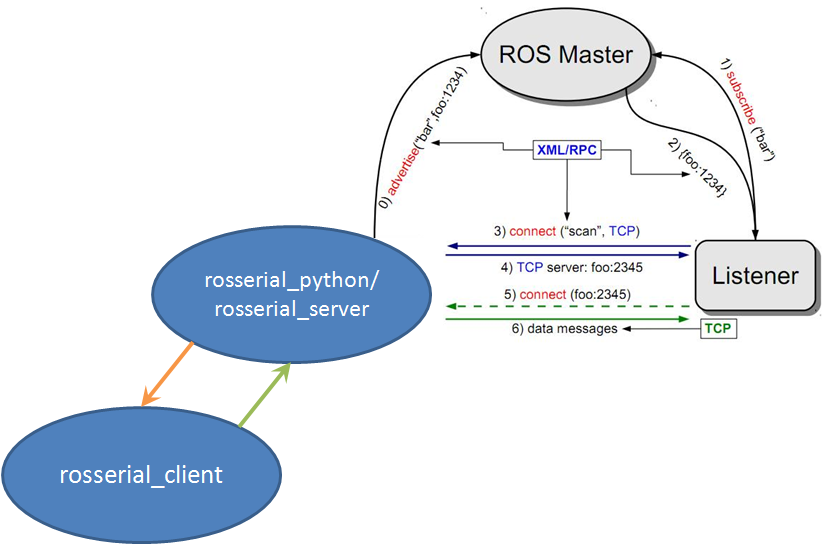 ROS Master
0) advertise("bar",foo:1234)
1) subscribe ("bar")
XML/RPC
2) {foo:1234}
3) connect ("scan", TCP)
4) TCP server: foo:2345
5) connect (foo:2345)
6) data messages
TCP
Listener
rosserial_python/
rosserial_server
rosserial_client